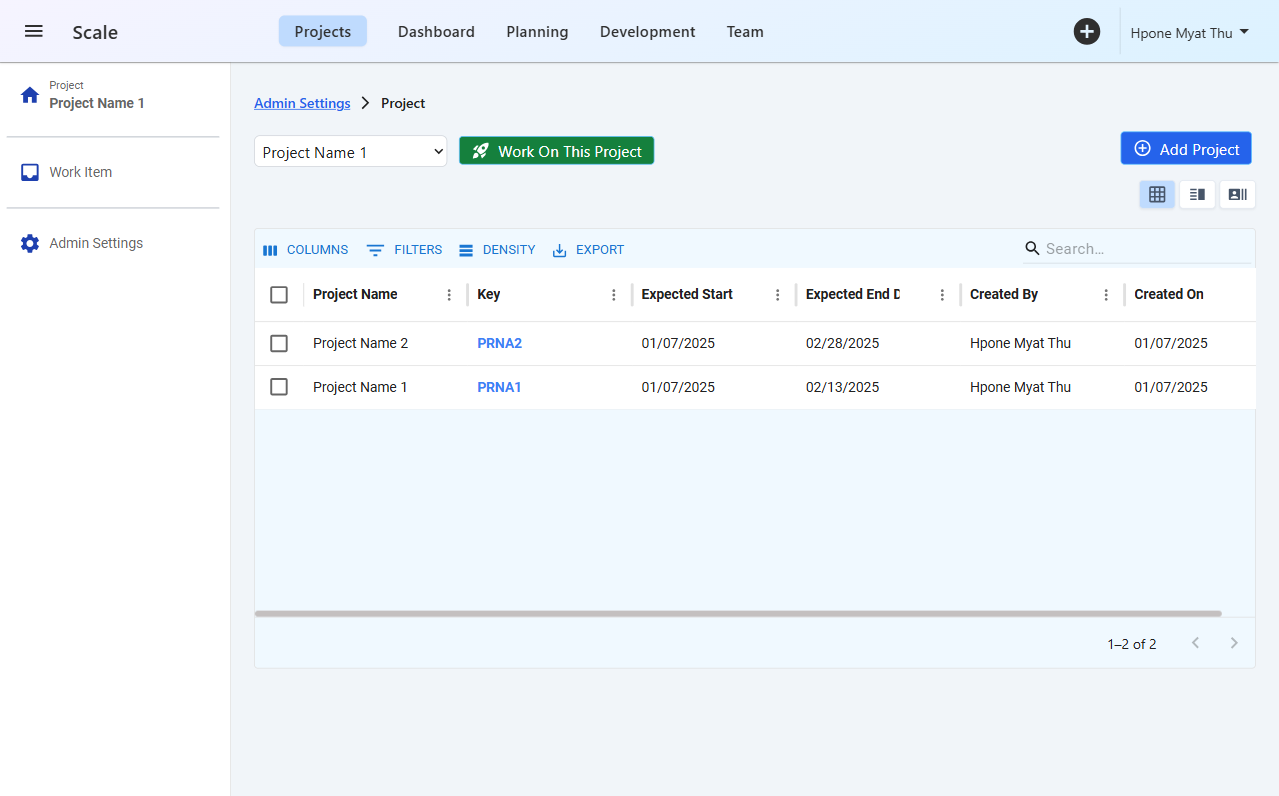 Scale
Projects Dashboard Planning Development Team
Hpone Myat Thu
Project
Project Name 1
Work Item
Admin Settings
Admin Settings Project
Project Name 1 Work On This Project
Add Project
COLUMNS FILTERS DENSITY EXPORT Search…
Project Name Key Expected Start Expected End D Created By Created On
Project Name 2 PRNA2 01/07/2025 02/28/2025 Hpone Myat Thu 01/07/2025
Project Name 1 PRNA1 01/07/2025 02/13/2025 Hpone Myat Thu 01/07/2025
1–2 of 2